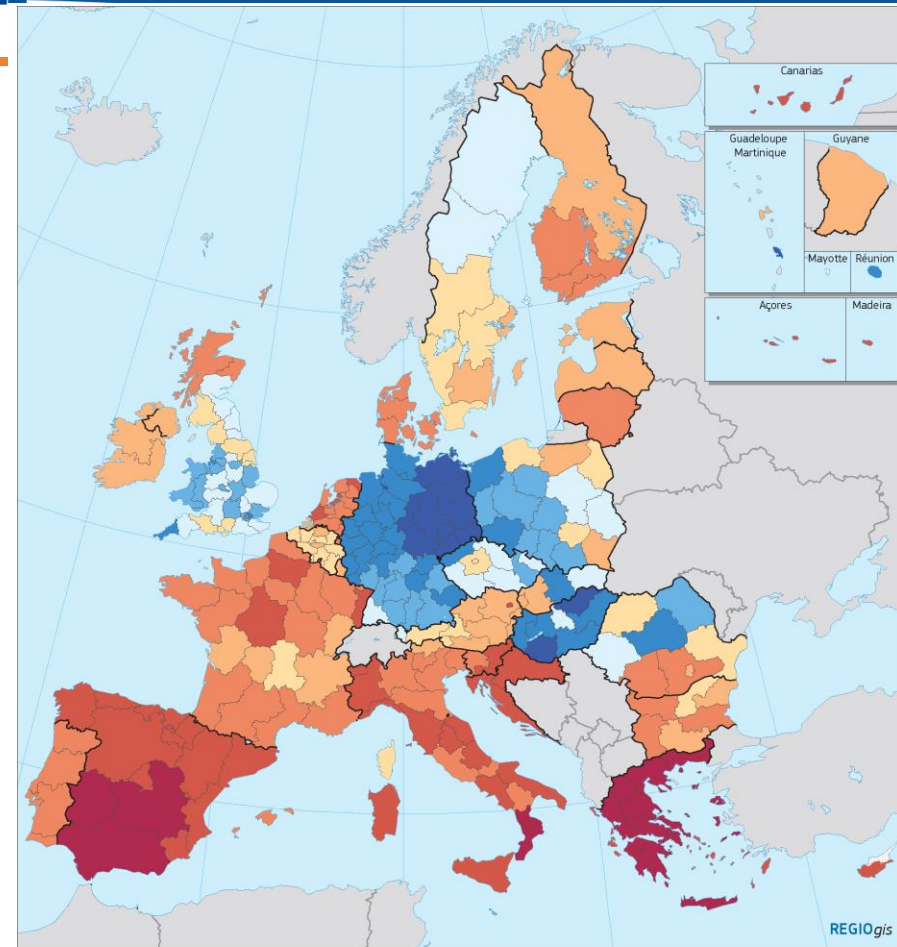 Canarias
Guadeloupe
Martinique
Guyane
Mayotte
Réunion
Açores
Madeira
REGIOgis